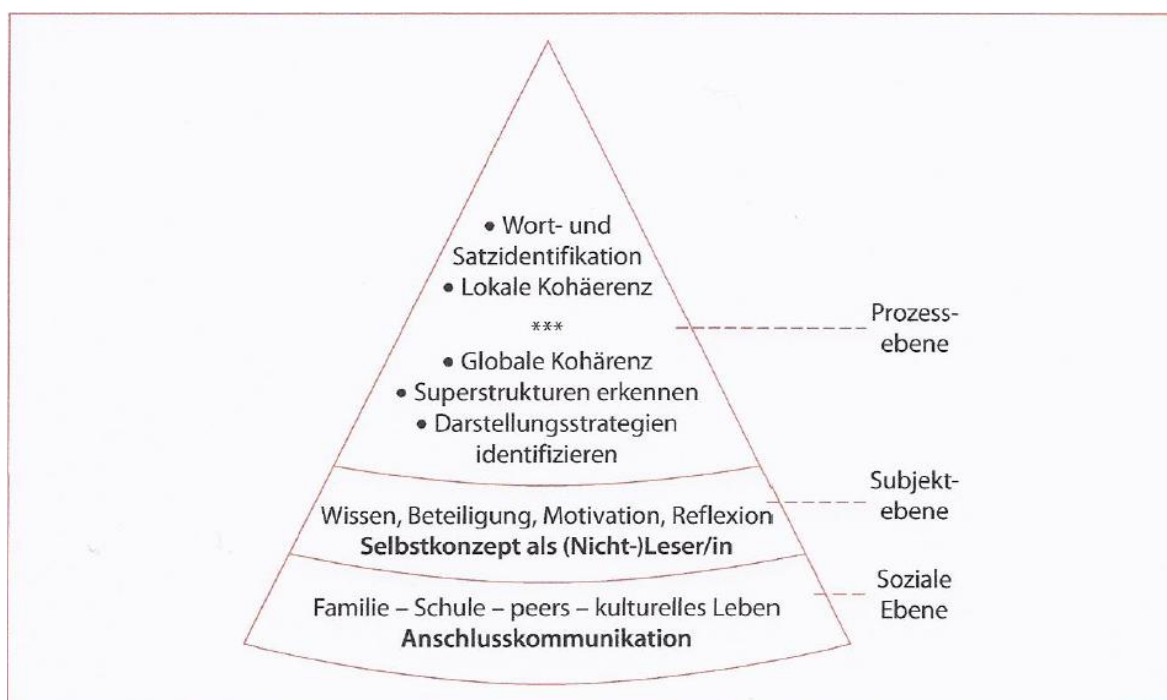 • Wort- und
Satzidentifikation
• Lokale Kohäerenz
***
• Globale Kohärenz
• Superstrukturen erkennen
• Darstellungsstrategien
identifizieren
Prozess-
ebene
Wissen, Beteiligung, Motivation, Reflexion
Selbstkonzept als (Nicht-)Leser/in
Subjekt-
ebene
Familie – Schule – peers – kulturelles Leben
Anschlusskommunikation
Soziale
Ebene